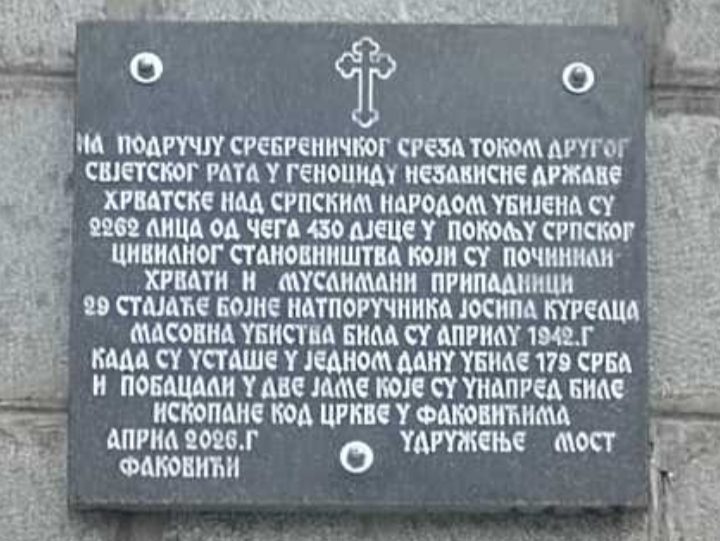 НА ПОДРУЧЈУ СРЕБРЕНИЧКОГ СРЕЗА ТОКОМ ДРУГОГ
СВЈЕТСКОГ РАТА У ГЕНОЦИДУ НЕЗАВИСНЕ ДРЖАВЕ
ХРВАТСКЕ НАД СРПСКИМ НАРОДОМ УБИЈЕНА СУ
2262 ЛИЦА ОД ЧЕГА 430 ДЈЕЦЕ У ПОКОЉУ СРПСКОГ
ЦИВИЛНОГ СТАНОВНИШТВА КОЈИ СУ ПОЧИНИЛИ
ХРВАТИ И МУСЛИМАНИ ПРИПАДНИЦИ
29 СТАЈАЋЕ БОЈНЕ НАТПОРУЧНИКА ЈОСИПА КУРЕЛЦА
МАСОВНА УБИСТВА БИЛА СУ АПРИЛУ 1942.Г
КАДА СУ УСТАШЕ У ЈЕДНОМ ДАНУ УБИЛЕ 179 СРБА
И ПОБАЦАЛИ У ДВЕ ЈАМЕ КОЈЕ СУ УНАПРЕД БИЛЕ
ИСКОПАНЕ КОД ЦРКВЕ У ФАКОВИЋИМА
АПРИЛ 2026.Г УДРУЖЕЊЕ МОСТ
ФАКОВИЋИ